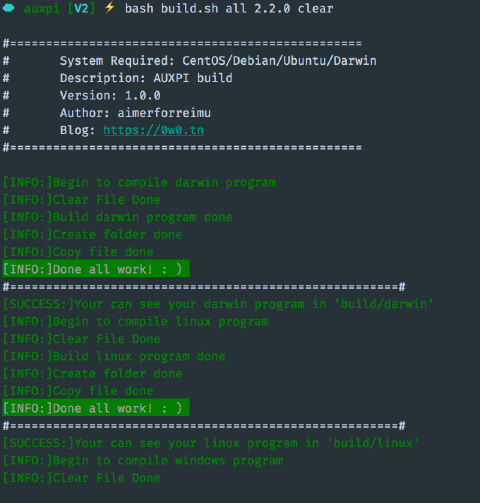 auxpi [V2] ⚡ bash build.sh all 2.2.0 clear
#==============================================
#       System Required: CentOS/Debian/Ubuntu/Darwin
#       Description: AUXPI build
#       Version: 1.0.0
#       Author: aimerforreimu
#       Blog: https://0w0.tn
#==============================================
[INFO:]Begin to compile darwin program
[INFO:]Clear File Done
[INFO:]Build darwin program done
[INFO:]Create folder done
[INFO:]Copy file done
[INFO:]Done all work! : )
#===================================================#
[SUCCESS:]Your can see your darwin program in 'build/darwin'
[INFO:]Begin to compile linux program
[INFO:]Clear File Done
[INFO:]Build linux program done
[INFO:]Create folder done
[INFO:]Copy file done
[INFO:]Done all work! : )
#===================================================#
[SUCCESS:]Your can see your linux program in 'build/linux'
[INFO:]Begin to compile windows program
[INFO:]Clear File Done